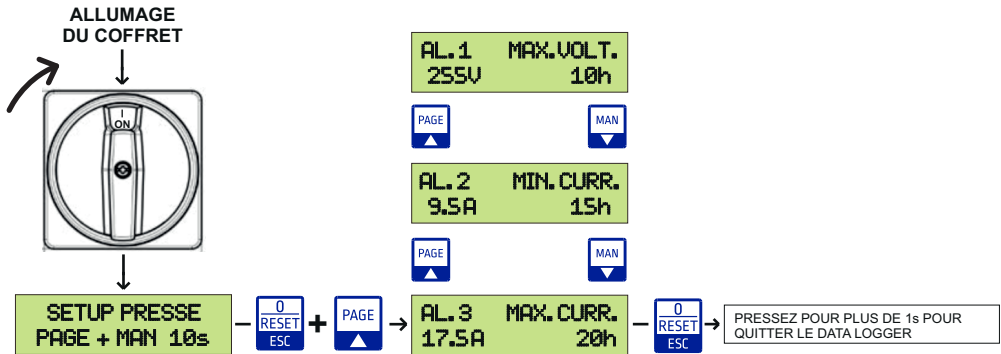 ALLUMAGE
DU COFFRET
I
ON
SETUP PRESSE
PAGE + MAN 10s
0
RESET
ESC
+
PAGE
AL.1 MAX.VOLT.
255V 10h
PAGE
MAN
AL.2 MIN.CURR.
9.5A 15h
PAGE
MAN
AL.3 MAX.CURR.
17.5A 20h
0
RESET
ESC
PRESSEZ POUR PLUS DE 1s POUR
QUITTER LE DATA LOGGER